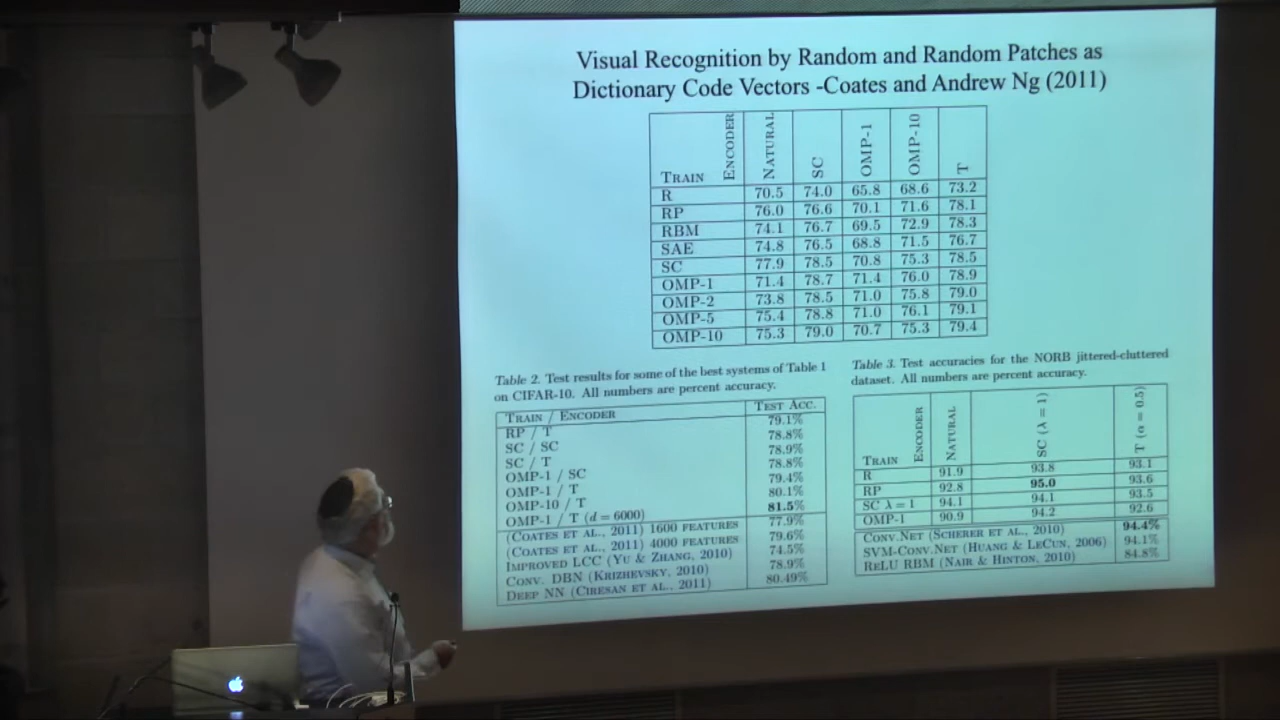 Visual Recognition by Random and Random Patches as
Dictionary Code Vectors -Coates and Andrew Ng (2011)
TRAIN ENCODER NATURAL SC OMP-1 OMP-10 T
R 70.5 74.0 65.8 68.6 73.2
RP 76.0 76.6 70.1 71.6 78.1
RBM 74.1 76.7 69.5 72.9 78.3
SAE 74.8 76.5 68.8 71.5 76.7
SC 77.9 78.5 70.8 75.3 78.5
OMP-1 71.4 78.7 71.4 76.0 78.9
OMP-2 73.8 78.5 71.0 75.8 79.0
OMP-5 75.4 78.8 71.0 76.1 79.1
OMP-10 75.3 79.0 70.7 75.3 79.4
Table 2. Test results for some of the best systems of Table 1
on CIFAR-10. All numbers are percent accuracy.
TRAIN / ENCODER TEST ACC.
RP / T 79.1%
SC / SC 78.8%
SC / T 78.9%
OMP-1 / SC 78.8%
OMP-1 / T 79.4%
OMP-10 / T 80.1%
OMP-1 / T (d = 6000) 81.5%
(COATES ET AL., 2011) 1600 FEATURES 77.9%
(COATES ET AL., 2011) 4000 FEATURES 79.6%
IMPROVED LCC (YU & ZHANG, 2010) 74.5%
CONV. DBN (KRIZHEVSKY, 2010) 78.9%
DEEP NN (CIRESAN ET AL., 2011) 80.49%
Table 3. Test accuracies for the NORB jittered-cluttered
dataset. All numbers are percent accuracy.
TRAIN ENCODER NATURAL SC (λ = 1) T (α = 0.5)
R 91.9 93.8 93.1
RP 92.8 95.0 93.6
SC λ = 1 94.1 94.1 93.5
OMP-1 90.9 94.2 92.6
CONV.NET (SCHERER ET AL., 2010) 94.4%
SVM-CONV.NET (HUANG & LECUN, 2006) 94.1%
RELU RBM (NAIR & HINTON, 2010) 84.8%